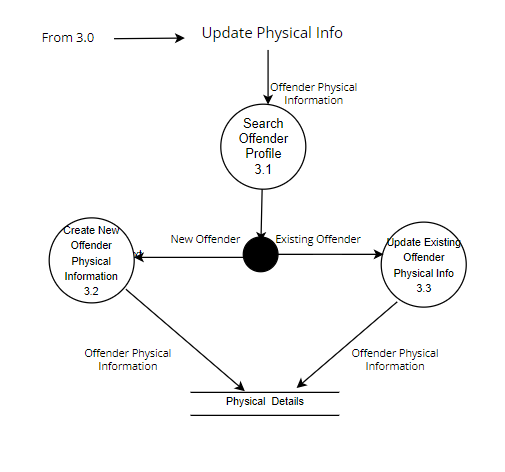 From 3.0
Update Physical Info
Offender Physical
Information
Search
Offender
Profile
3.1
New Offender
Existing Offender
Create New
Offender
Physical
Information
3.2
Update Existing
Offender
Physical Info
3.3
Offender Physical
Information
Offender Physical
Information
Physical Details